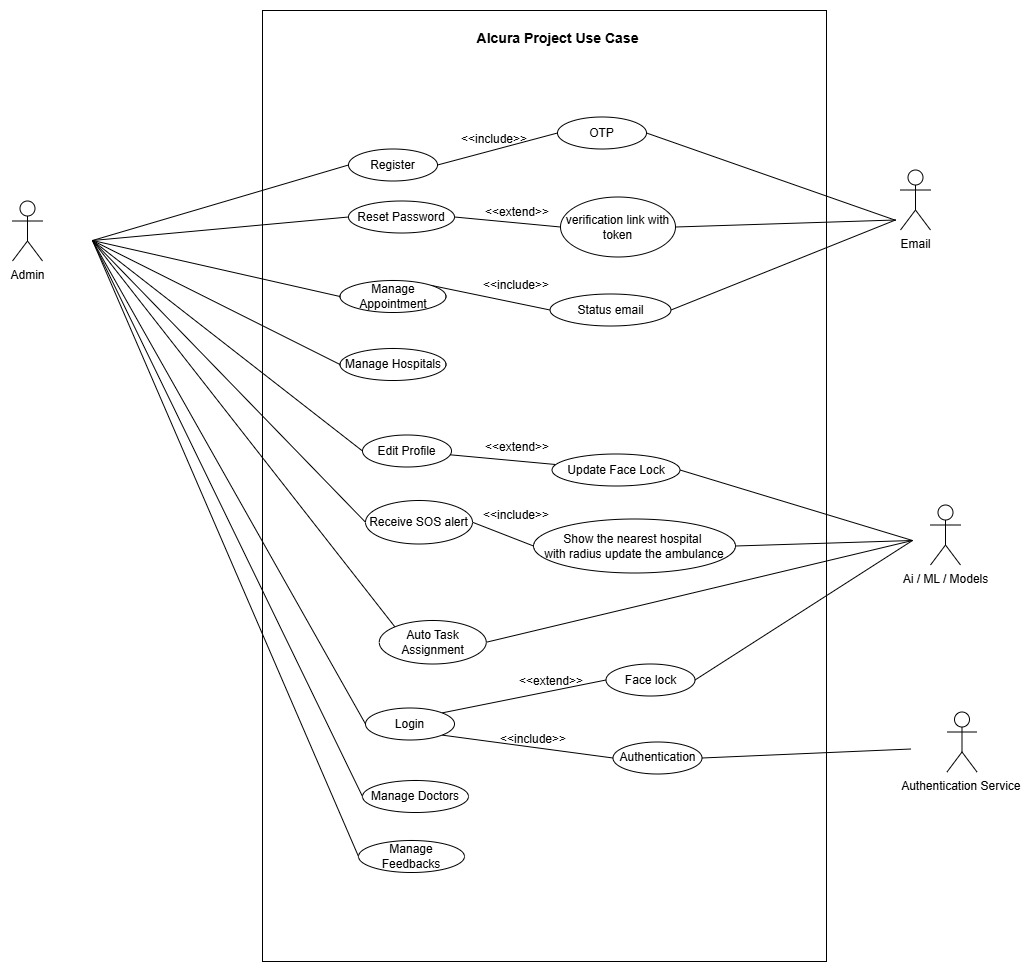 Alcura Project Use Case
<<include>>
OTP
Register
Admin
Reset Password
<<extend>>
verification link with
token
Email
Manage
Appointment
<<include>>
Status email
Manage Hospitals
Edit Profile
<<extend>>
Update Face Lock
Receive SOS alert
<<include>>
Show the nearest hospital
with radius update the ambulance
Ai / ML / Models
Auto Task
Assignment
<<extend>>
Face lock
Login
<<include>>
Authentication
Authentication Service
Manage Doctors
Manage
Feedbacks